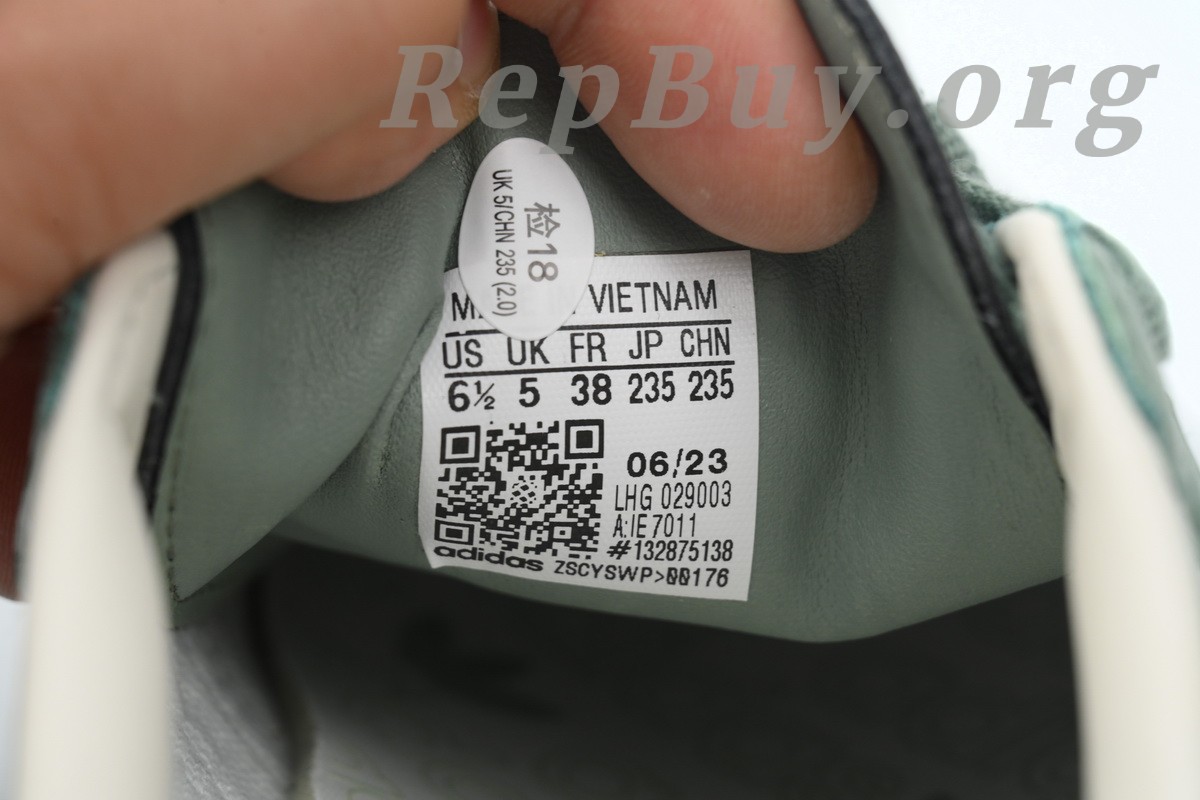 RepBuy.org
检18
UK 5/CHN 235 (2.0)
VIETNAM
US UK FR JP CHN
6½ 5 38 235 235
06/23
LHG 029003
A:IE7011
#132875138
adidas ZSCYSWP>00176